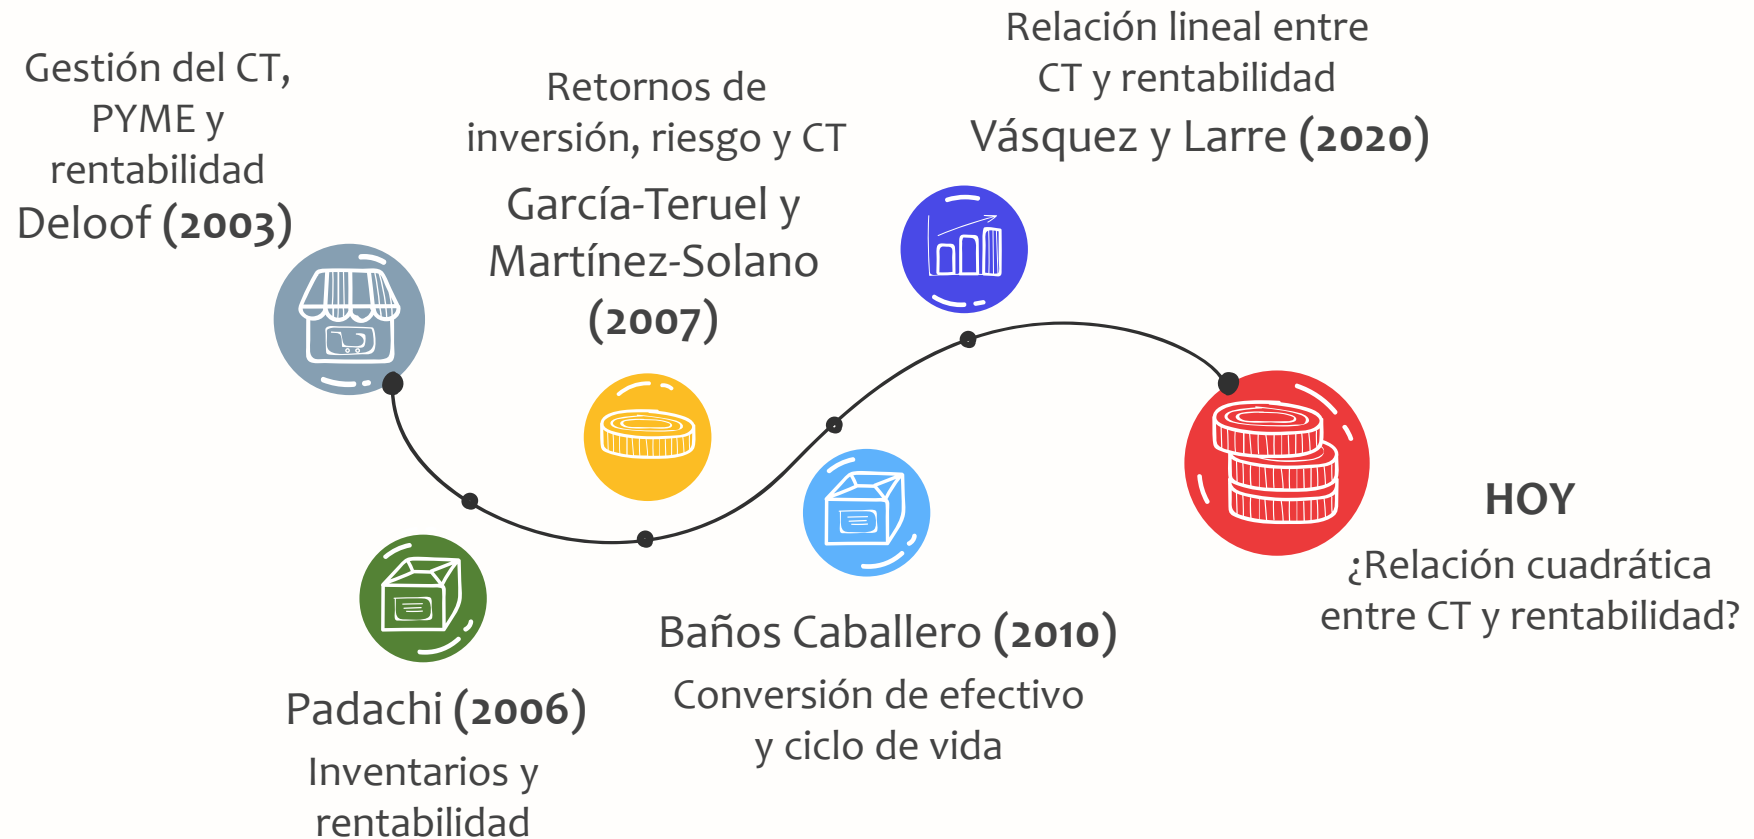 Gestión del CT,
PYME y
rentabilidad
Deloof (2003)
Padachi (2006)
Inventarios y
rentabilidad
Retornos de
inversión, riesgo y CT
García-Teruel y
Martínez-Solano
(2007)
Baños Caballero (2010)
Conversión de efectivo
y ciclo de vida
Relación lineal entre
CT y rentabilidad
Vásquez y Larre (2020)
HOY
¿Relación cuadrática
entre CT y rentabilidad?